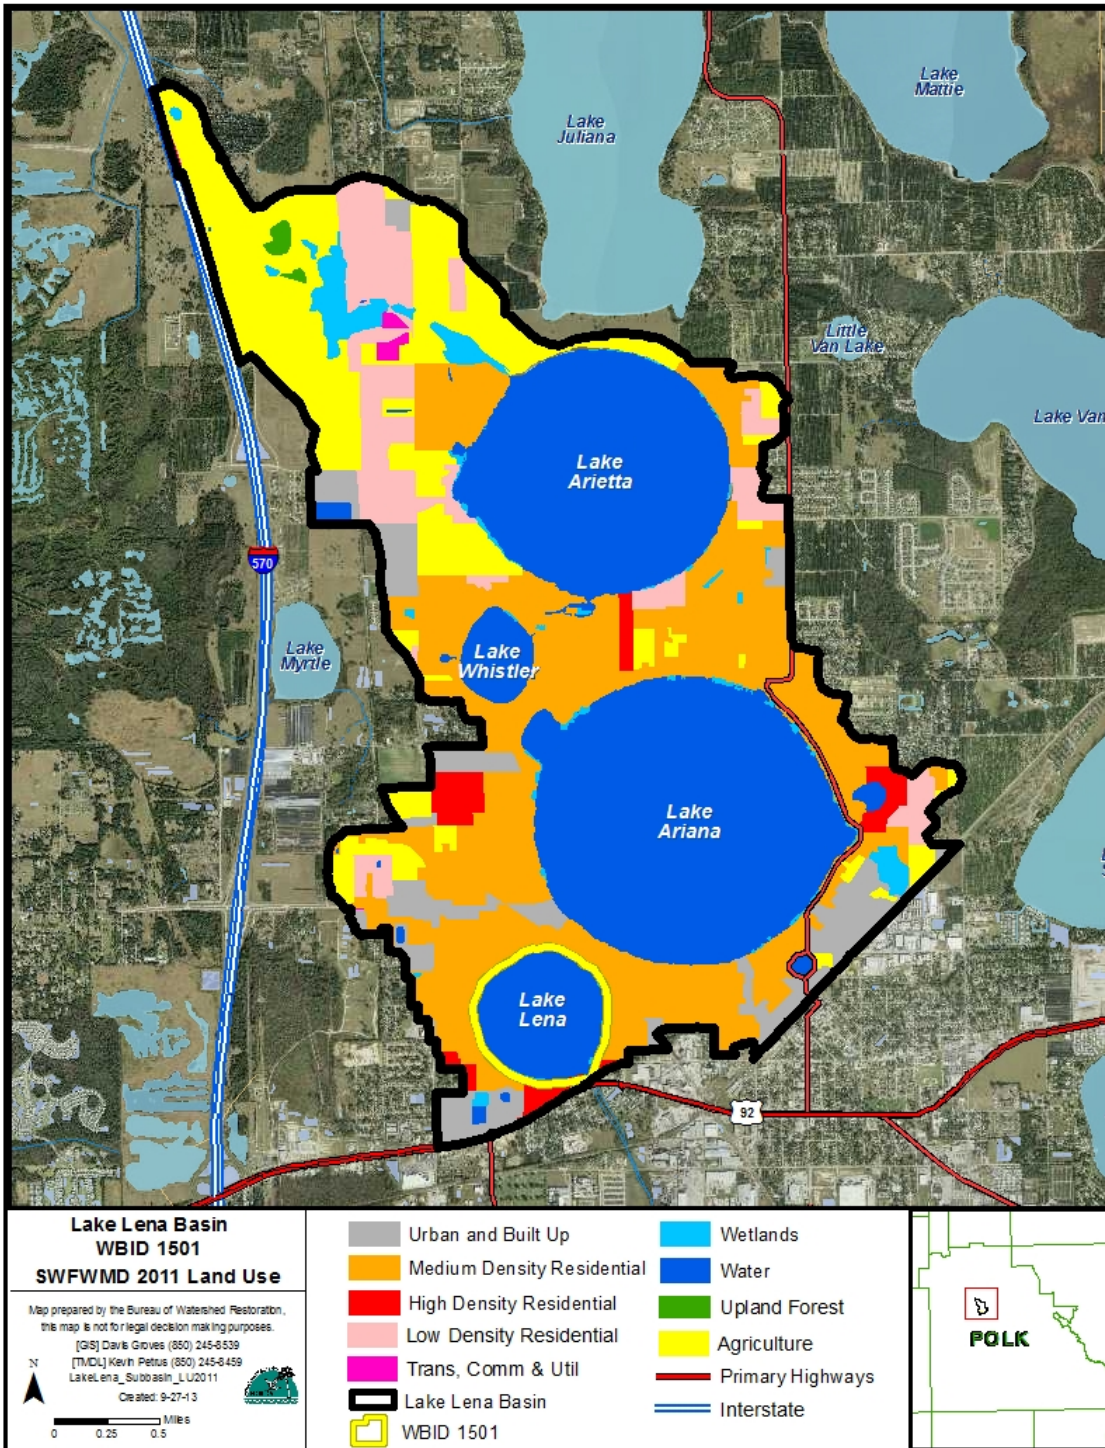 Lake
Mattie
Lake
Juliana
Little
Van Lake
Lake Van
Lake
Arietta
570
Lake
Myrtle
Lake
Whistler
Lake
Ariana
Lake
Lena
92
Lake Lena Basin
WBID 1501
SWFWMD 2011 Land Use
Map prepared by the Bureau of Watershed Restoration,
this map is not for legal decision making purposes.
[GIS] Davis Groves (850) 245-8539
[TMDL] Kevin Petrus (850) 245-8459
LakeLena_Subbasin_LU2011
Created: 9-27-13
N
Miles
0 0.25 0.5
Urban and Built Up
Medium Density Residential
High Density Residential
Low Density Residential
Trans, Comm & Util
Lake Lena Basin
WBID 1501
Wetlands
Water
Upland Forest
Agriculture
Primary Highways
Interstate
POLK